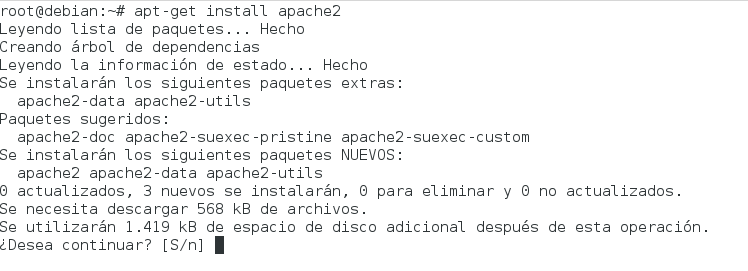 root@debian:~# apt-get install apache2
Leyendo lista de paquetes... Hecho
Creando árbol de dependencias
Leyendo la información de estado... Hecho
Se instalarán los siguientes paquetes extras:
  apache2-data apache2-utils
Paquetes sugeridos:
  apache2-doc apache2-suexec-pristine apache2-suexec-custom
Se instalarán los siguientes paquetes NUEVOS:
  apache2 apache2-data apache2-utils
0 actualizados, 3 nuevos se instalarán, 0 para eliminar y 0 no actualizados.
Se necesita descargar 568 kB de archivos.
Se utilizarán 1.419 kB de espacio de disco adicional después de esta operación.
¿Desea continuar? [S/n]